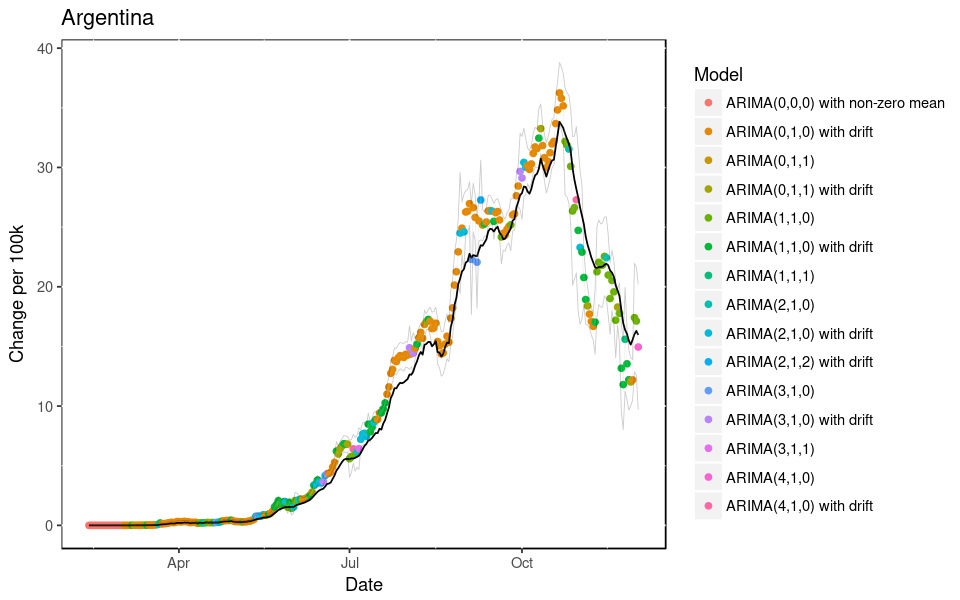 Argentina
Change per 100k
40
30
20
10
0
Apr
Jul
Oct
Date
Model
ARIMA(0,0,0) with non-zero mean
ARIMA(0,1,0) with drift
ARIMA(0,1,1)
ARIMA(0,1,1) with drift
ARIMA(1,1,0)
ARIMA(1,1,0) with drift
ARIMA(1,1,1)
ARIMA(2,1,0)
ARIMA(2,1,0) with drift
ARIMA(2,1,2) with drift
ARIMA(3,1,0)
ARIMA(3,1,0) with drift
ARIMA(3,1,1)
ARIMA(4,1,0)
ARIMA(4,1,0) with drift